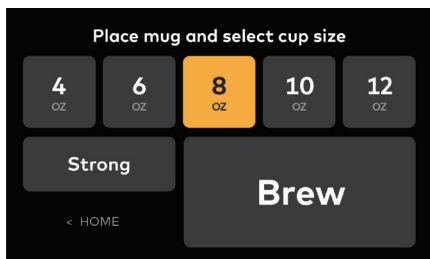 Place mug and select cup size
4 6 8 10 12
OZ OZ OZ OZ OZ
Strong
Brew
< HOME